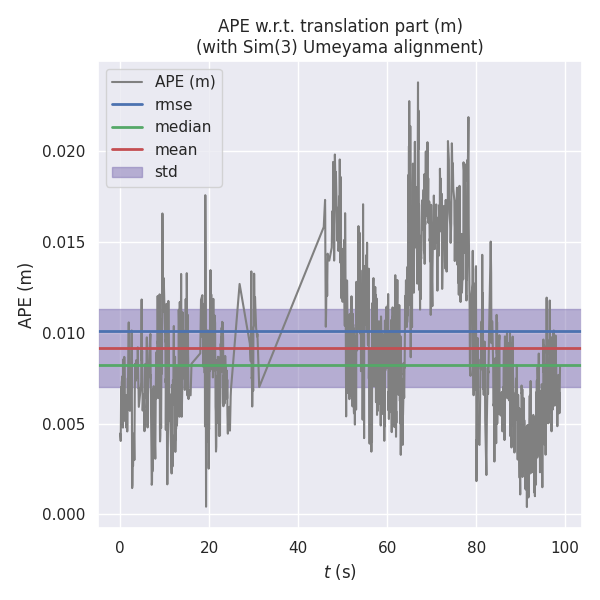 APE w.r.t. translation part (m)
(with Sim(3) Umeyama alignment)
APE (m)
rmse
median
mean
std
0.020
0.015
0.010
0.005
0.000
APE (m)
0 20 40 60 80 100
t (s)